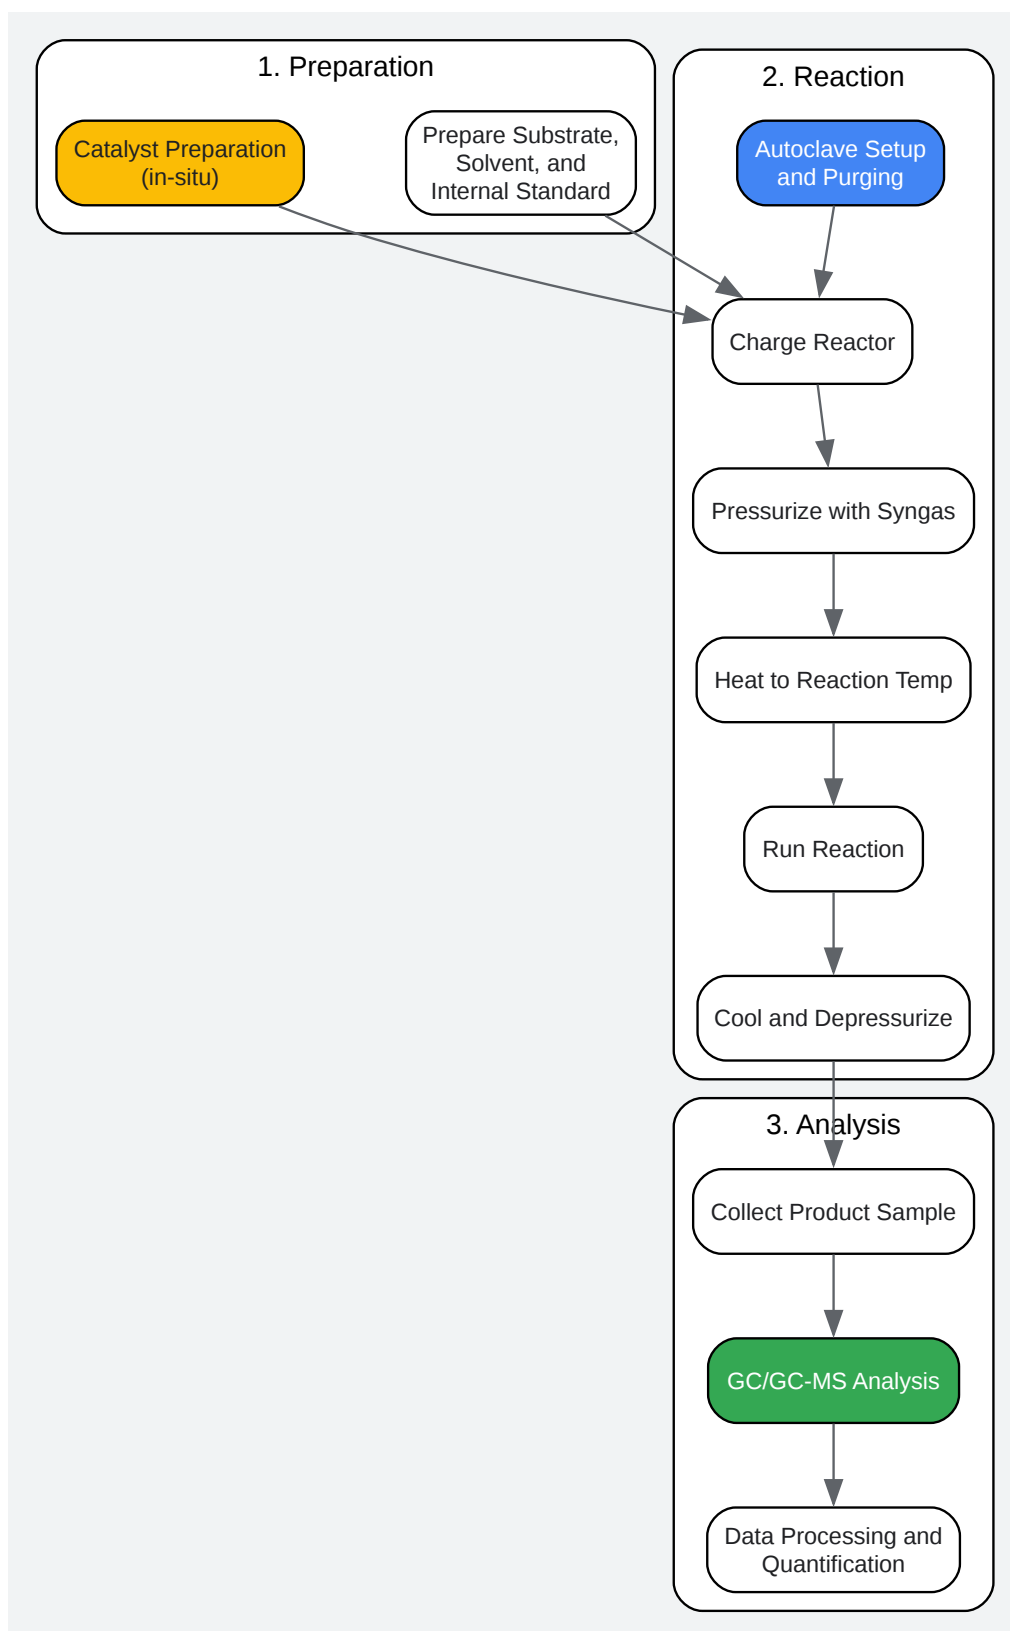 1. Preparation
Catalyst Preparation
(in-situ)
Prepare Substrate,
Solvent, and
Internal Standard
2. Reaction
Autoclave Setup
and Purging
Charge Reactor
Pressurize with Syngas
Heat to Reaction Temp
Run Reaction
Cool and Depressurize
3. Analysis
Collect Product Sample
GC/GC-MS Analysis
Data Processing and
Quantification